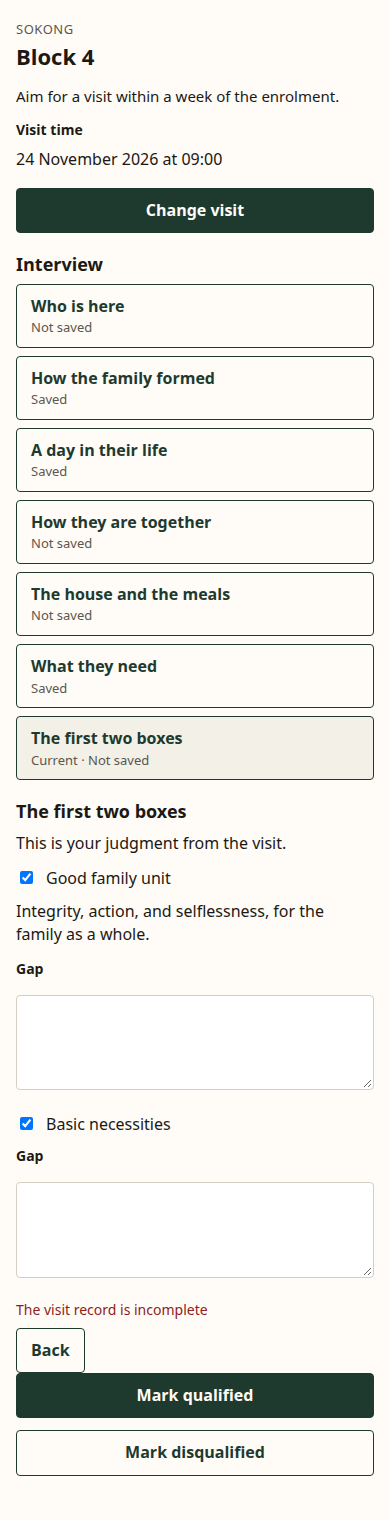 SOKONG
Block 4
Aim for a visit within a week of the enrolment.
Visit time
24 November 2026 at 09:00
Change visit
Interview
Who is here
Not saved
How the family formed
Saved
A day in their life
Saved
How they are together
Not saved
The house and the meals
Not saved
What they need
Saved
The first two boxes
Current · Not saved
The first two boxes
This is your judgment from the visit.
Good family unit
Integrity, action, and selflessness, for the
family as a whole.
Gap
Basic necessities
Gap
The visit record is incomplete
Back
Mark qualified
Mark disqualified